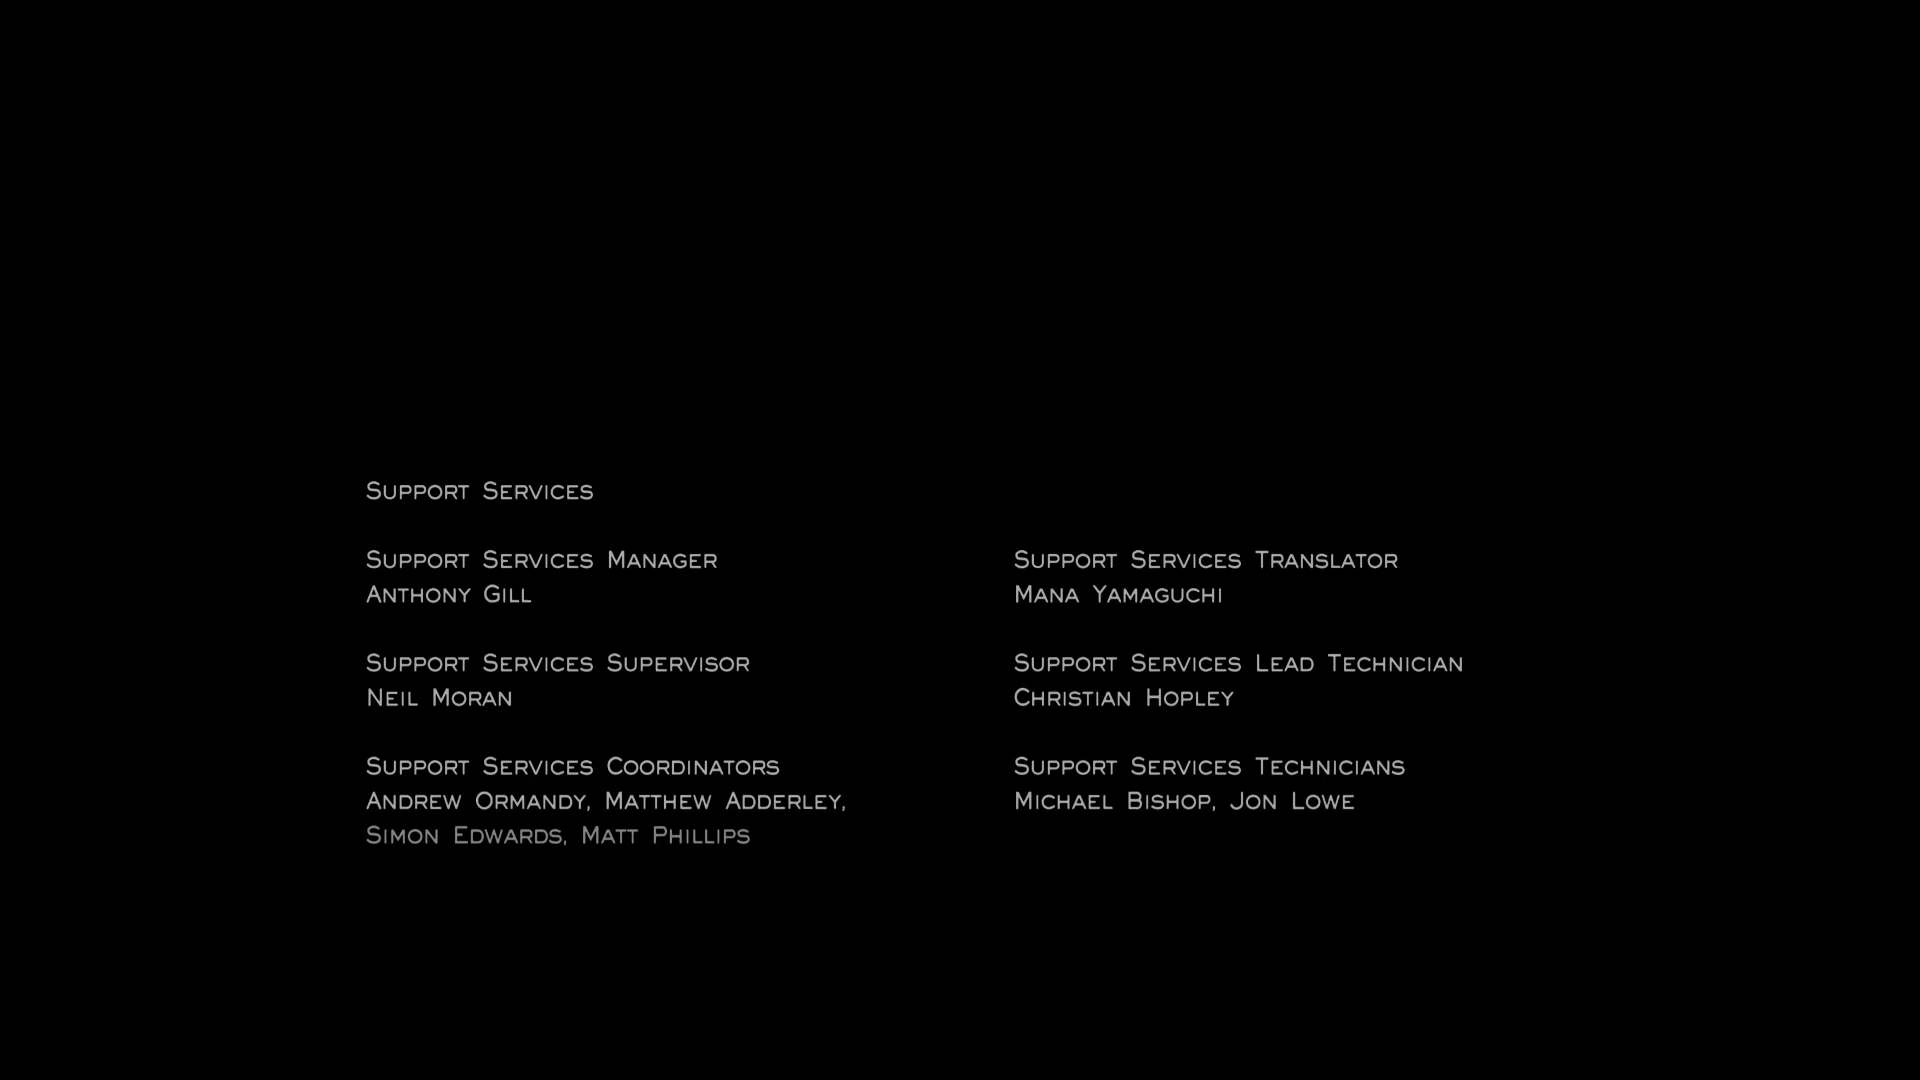 Support Services
Support Services Manager
Anthony Gill
Support Services Supervisor
Neil Moran
Support Services Coordinators
Andrew Ormandy, Matthew Adderley,
Simon Edwards, Matt Phillips
Support Services Translator
Mana Yamaguchi
Support Services Lead Technician
Christian Hopley
Support Services Technicians
Michael Bishop, Jon Lowe